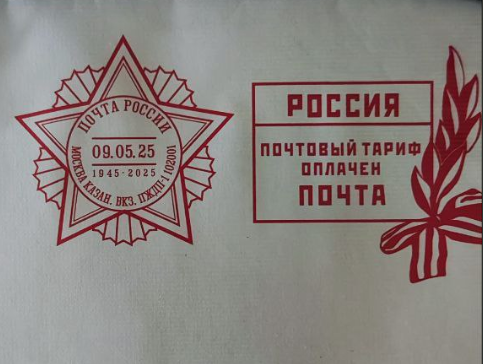 ПОЧТА РОССИИ
09.05.25
1945-2025
МОСКВА КАЗАН. ВКЗ. ПЖДП-1 102001
РОССИЯ
ПОЧТОВЫЙ ТАРИФ
ОПЛАЧЕН
ПОЧТА